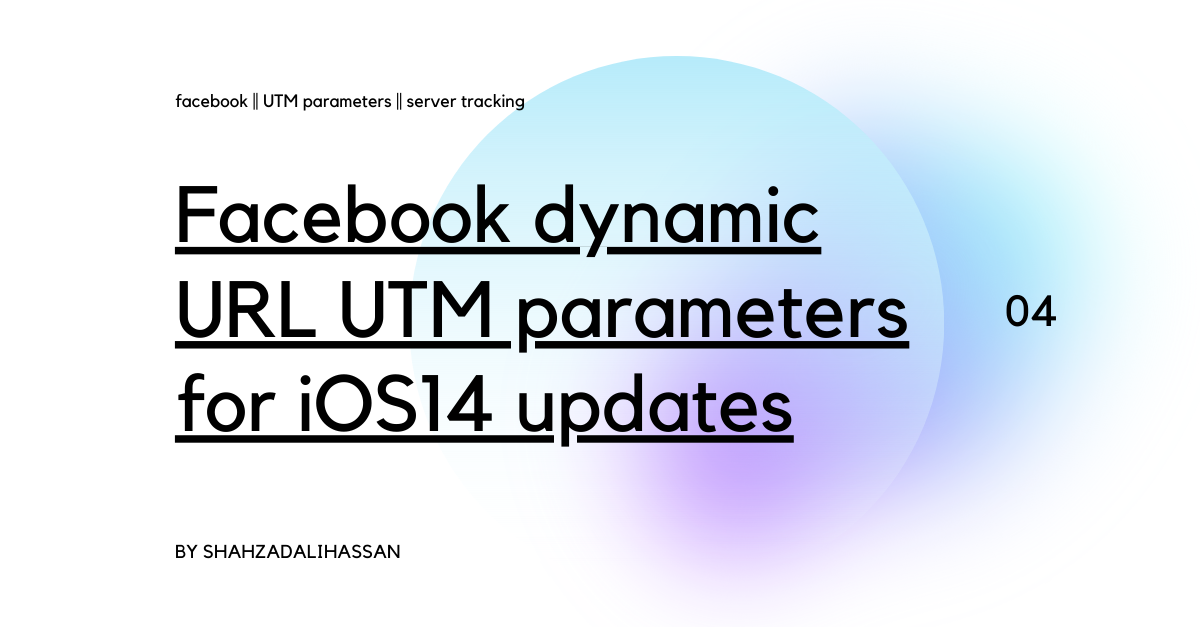 facebook || UTM parameters || server tracking
Facebook dynamic
URL UTM parameters
for iOS14 updates
04
BY SHAHZADALIHASSAN